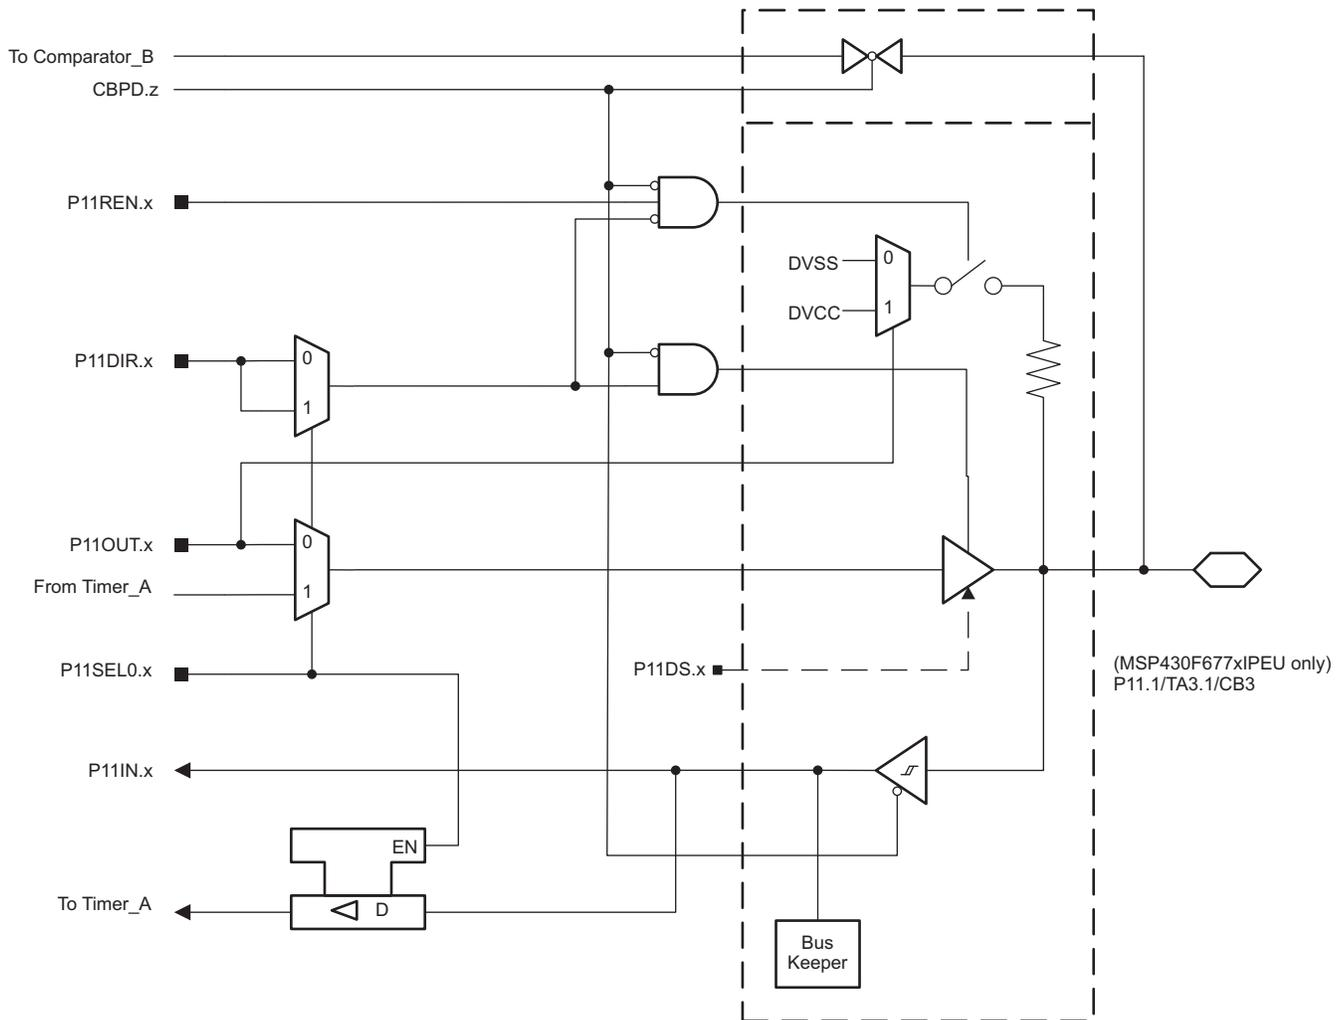 To Comparator_B
CBPD.z
P11REN.x
DVSS
0
DVCC
1
P11DIR.x
0
1
P11OUT.x
0
From Timer_A
1
P11SEL0.x
P11DS.x
(MSP430F677xIPEU only)
P11.1/TA3.1/CB3
P11IN.x
EN
To Timer_A
D
Bus
Keeper